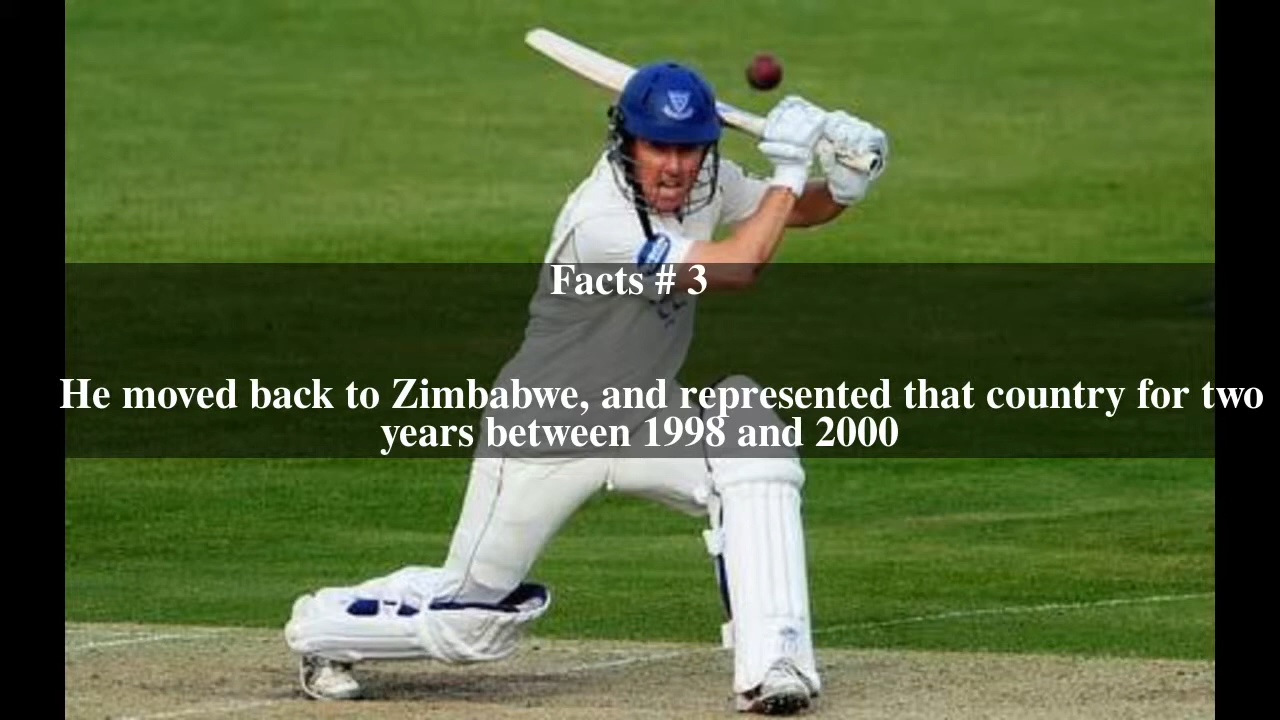 Facts # 3
He moved back to Zimbabwe, and represented that country for two
years between 1998 and 2000